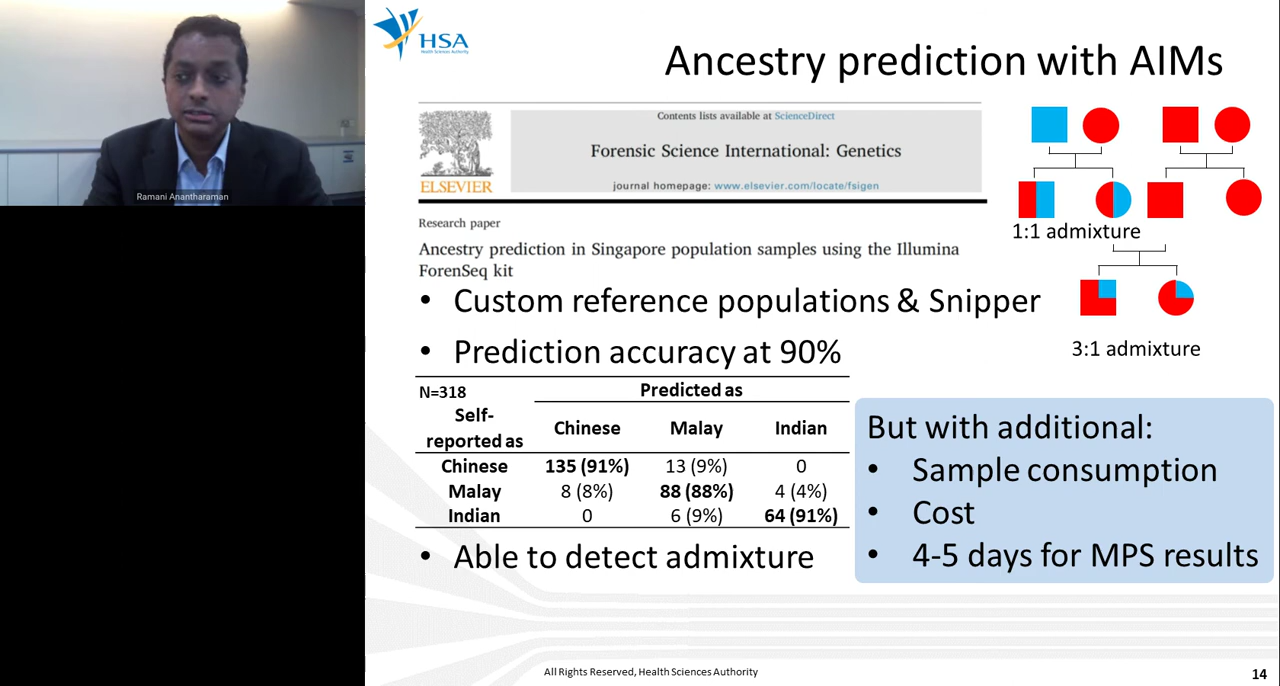 Ramani Anantharaman
HSA
Health Sciences Authority
Ancestry prediction with AIMs
Contents lists available at ScienceDirect
Forensic Science International: Genetics
journal homepage: www.elsevier.com/locate/fsigen
ELSEVIER
Research paper
Ancestry prediction in Singapore population samples using the Illumina
ForenSeq kit
1:1 admixture
3:1 admixture
• Custom reference populations & Snipper
• Prediction accuracy at 90%
N=318 Predicted as
Self-
reported as Chinese Malay Indian
Chinese 135 (91%) 13 (9%) 0
Malay 8 (8%) 88 (88%) 4 (4%)
Indian 0 6 (9%) 64 (91%)
• Able to detect admixture
But with additional:
• Sample consumption
• Cost
• 4-5 days for MPS results
All Rights Reserved, Health Sciences Authority
14